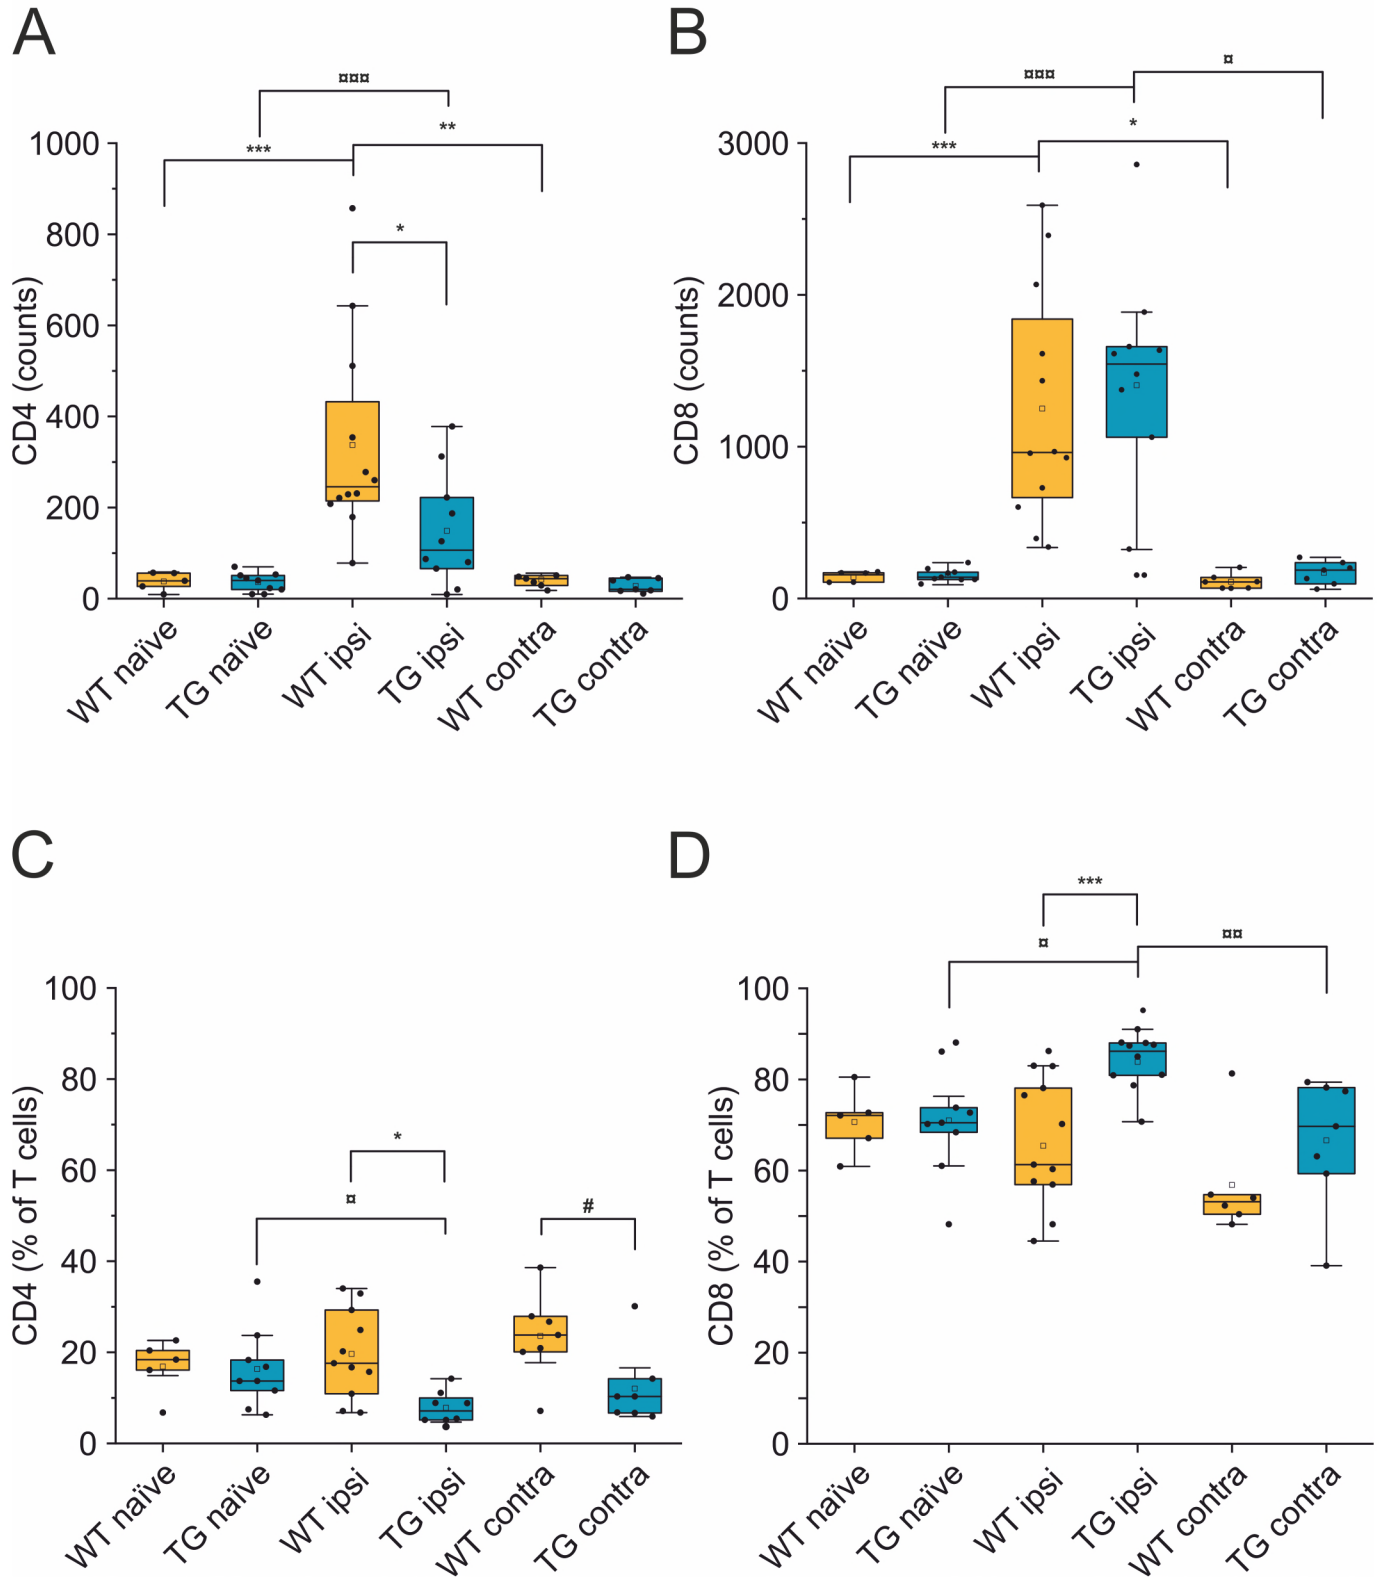 A
B
¤¤¤
**
***
*
1000
800
600
400
200
0
CD4 (counts)
WT naïve
TG naïve
WT ipsi
TG ipsi
WT contra
TG contra
¤
¤¤¤
*
***
3000
2000
1000
0
CD8 (counts)
WT naïve
TG naïve
WT ipsi
TG ipsi
WT contra
TG contra
C
D
*
¤
#
100
80
60
40
20
0
CD4 (% of T cells)
WT naïve
TG naïve
WT ipsi
TG ipsi
WT contra
TG contra
***
¤¤
¤
100
80
60
40
20
0
CD8 (% of T cells)
WT naïve
TG naïve
WT ipsi
TG ipsi
WT contra
TG contra